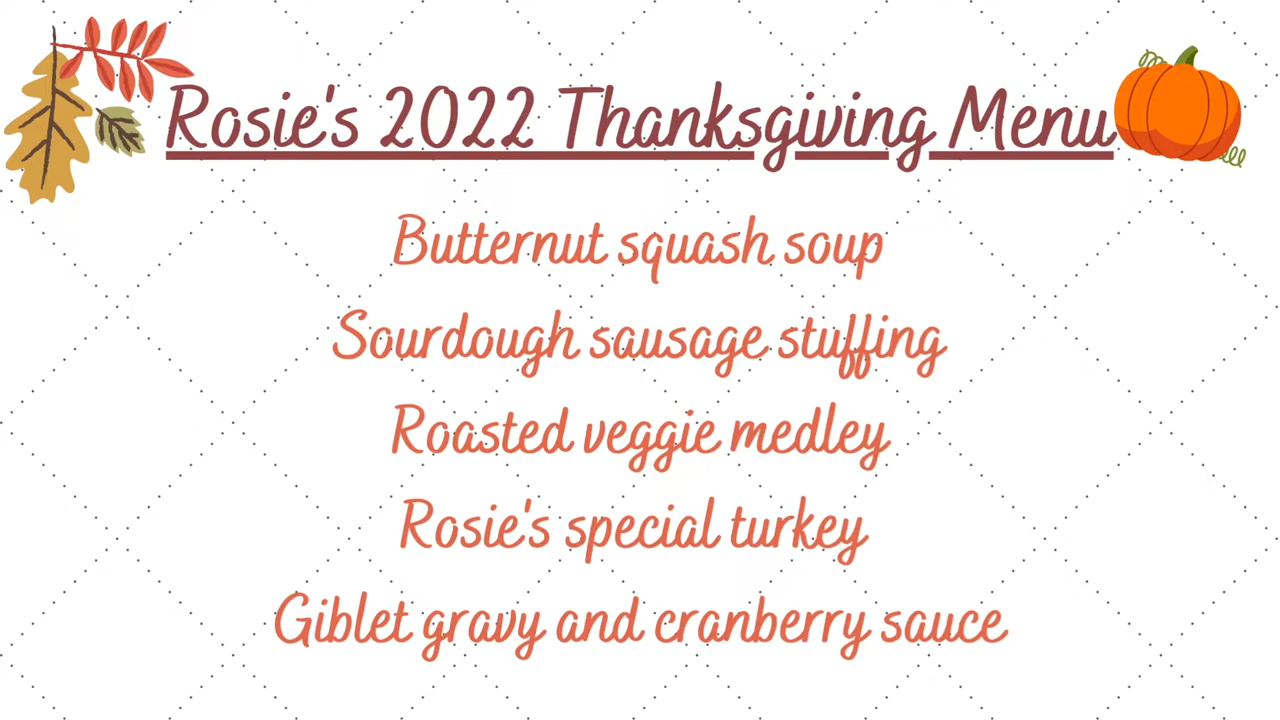 Rosie's 2022 Thanksgiving Menu
Butternut squash soup
Sourdough sausage stuffing
Roasted veggie medley
Rosie's special turkey
Giblet gravy and cranberry sauce